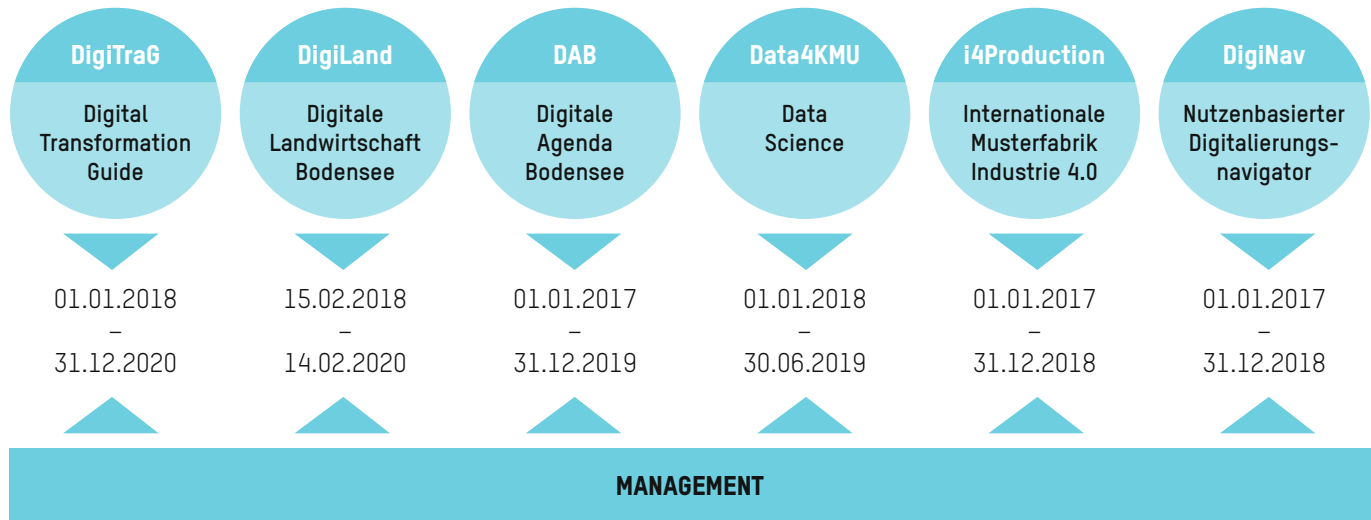 DigiTraG
Digital
Transformation
Guide
01.01.2018
–
31.12.2020
DigiLand
Digitale
Landwirtschaft
Bodensee
15.02.2018
–
14.02.2020
DAB
Digitale
Agenda
Bodensee
01.01.2017
–
31.12.2019
Data4KMU
Data
Science
01.01.2018
–
30.06.2019
i4Production
Internationale
Musterfabrik
Industrie 4.0
01.01.2017
–
31.12.2018
DigiNav
Nutzenbasierter
Digitalierungs-
navigator
01.01.2017
–
31.12.2018
MANAGEMENT